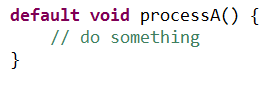 default void processA() {
    // do something
}